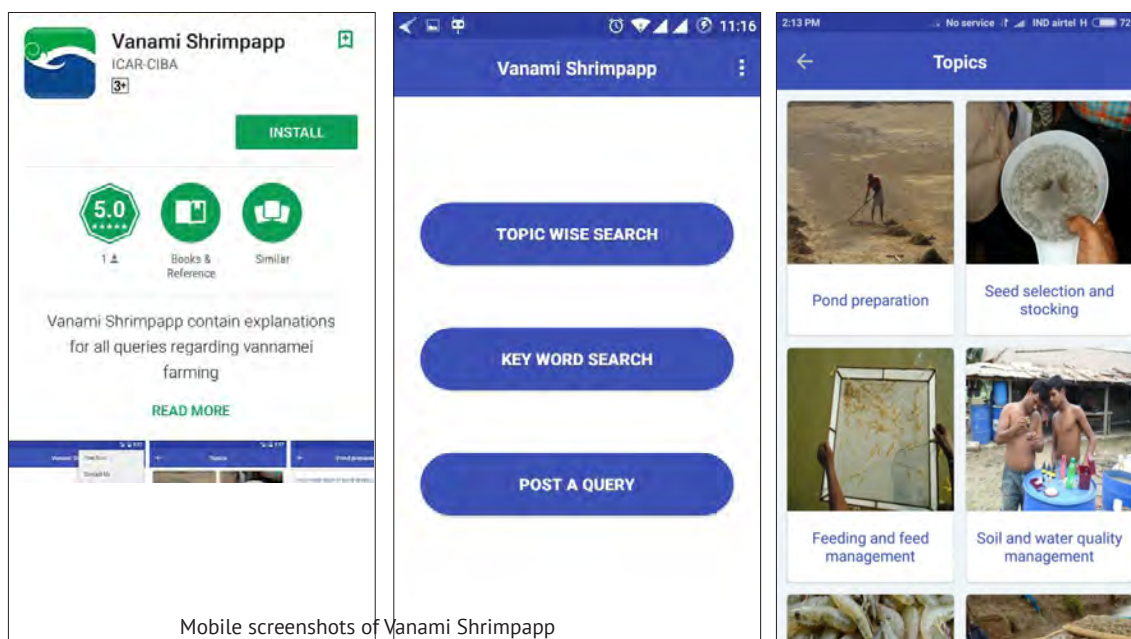 Vanami Shrimpapp
ICAR-CIBA
3+
INSTALL
5.0
1
Books &
Reference
Similar
Vanami Shrimpapp contain explanations
for all queries regarding vannamei
farming
READ MORE
Topics
11:16
Vanami Shrimpapp
TOPIC WISE SEARCH
KEY WORD SEARCH
POST A QUERY
2:13 PM
No service
IND airtel H
72
Topics
Pond preparation
Seed selection and
stocking
Feeding and feed
management
Soil and water quality
management
Mobile screenshots of Vanami Shrimpapp